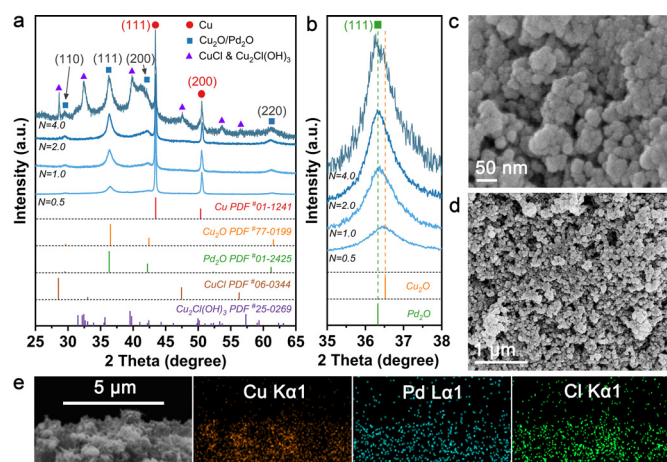 a
(111)
Cu
Cu₂O/Pd₂O
CuCl & Cu₂Cl(OH)₃
(110)
(111)
(200)
(200)
(220)
N=4.0
N=2.0
N=1.0
N=0.5
Cu PDF #01-1241
Cu₂O PDF #77-0199
Pd₂O PDF #01-2425
CuCl PDF #06-0344
Cu₂Cl(OH)₃ PDF #25-0269
Intensity (a.u.)
25 30 35 40 45 50 55 60 65
2 Theta (degree)
b
(111)
N=4.0
N=2.0
N=1.0
N=0.5
Cu₂O
Pd₂O
Intensity (a.u.)
35 36 37 38
2 Theta (degree)
c
50 nm
d
1 μm
e
5 μm
Cu Kα1
Pd Lα1
Cl Kα1